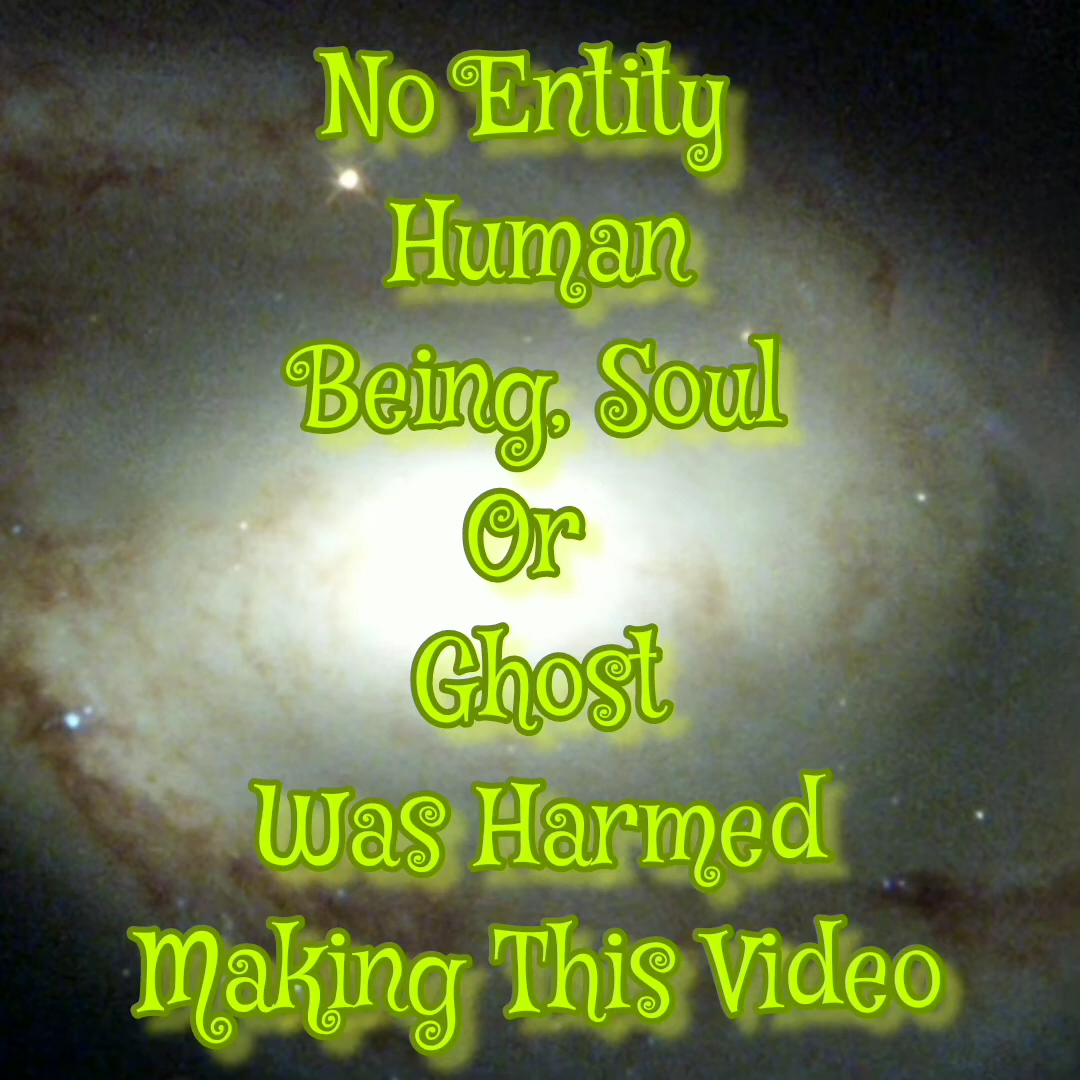 No Entity
Human
Being, Soul
Or
Ghost
Was Harmed
Making This Video